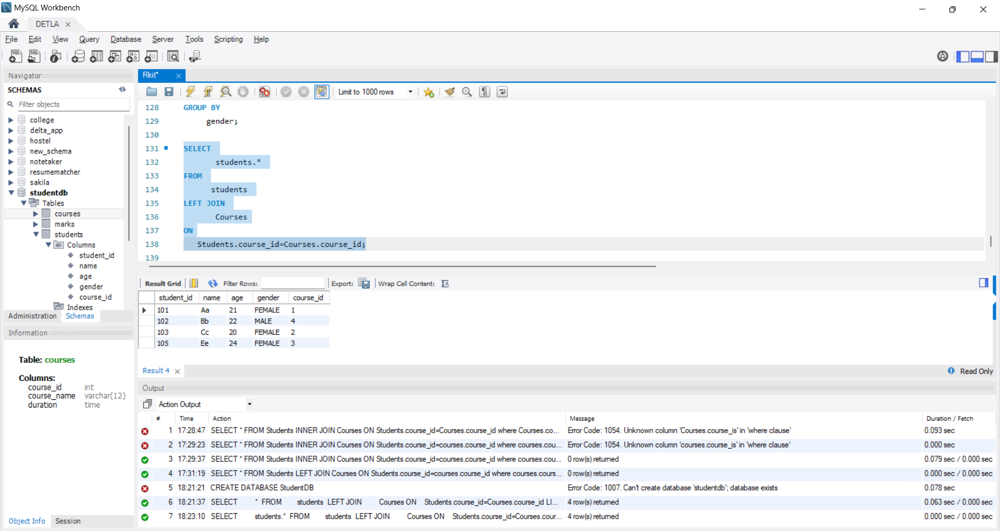 MySQL Workbench
DETLA
File Edit View Query Database Server Tools Scripting Help
Navigator
SCHEMAS
Filter objects
college
delta_app
hostel
new_schema
notetaker
resumematcher
sakila
studentdb
Tables
courses
marks
students
Columns
student_id
name
age
gender
course_id
Indexes
Administration Schemas
Information
Table: courses
Columns:
course_id int
course_name varchar(12)
duration time
Object Info Session
Rkit*
Limit to 1000 rows
128 GROUP BY
129 gender;
130
131 SELECT
132 students.*
133 FROM
134 students
135 LEFT JOIN
136 Courses
137 ON
138 Students.course_id=Courses.course_id;
139
Result Grid Filter Rows: Export: Wrap Cell Content:
student_id name age gender course_id
101 Aa 21 FEMALE 1
102 Bb 22 MALE 4
103 Cc 20 FEMALE 2
105 Ee 24 FEMALE 3
Result 4 Read Only
Output
Action Output
# Time Action Message Duration / Fetch
1 17:28:47 SELECT * FROM Students INNER JOIN Courses ON Students.course_id=Courses.course_id where Courses.co... Error Code: 1054. Unknown column 'Courses.course_is' in 'where clause' 0.093 sec
2 17:29:23 SELECT * FROM Students INNER JOIN Courses ON Students.course_id=courses.course_id where courses.cou... Error Code: 1054. Unknown column 'courses.course_is' in 'where clause' 0.000 sec
3 17:29:37 SELECT * FROM Students INNER JOIN Courses ON Students.course_id=courses.course_id where courses.cou... 0 row(s) returned 0.079 sec / 0.000 sec
4 17:31:19 SELECT * FROM Students LEFT JOIN Courses ON Students.course_id=courses.course_id where courses.cours... 0 row(s) returned 0.000 sec / 0.000 sec
5 18:21:21 CREATE DATABASE StudentDB Error Code: 1007. Can't create database 'studentdb'; database exists 0.078 sec
6 18:21:37 SELECT * FROM students LEFT JOIN Courses ON Students.course_id=Courses.course_id LI... 4 row(s) returned 0.063 sec / 0.000 sec
7 18:23:10 SELECT students.* FROM students LEFT JOIN Courses ON Students.course_id=Courses.cour... 4 row(s) returned 0.000 sec / 0.000 sec